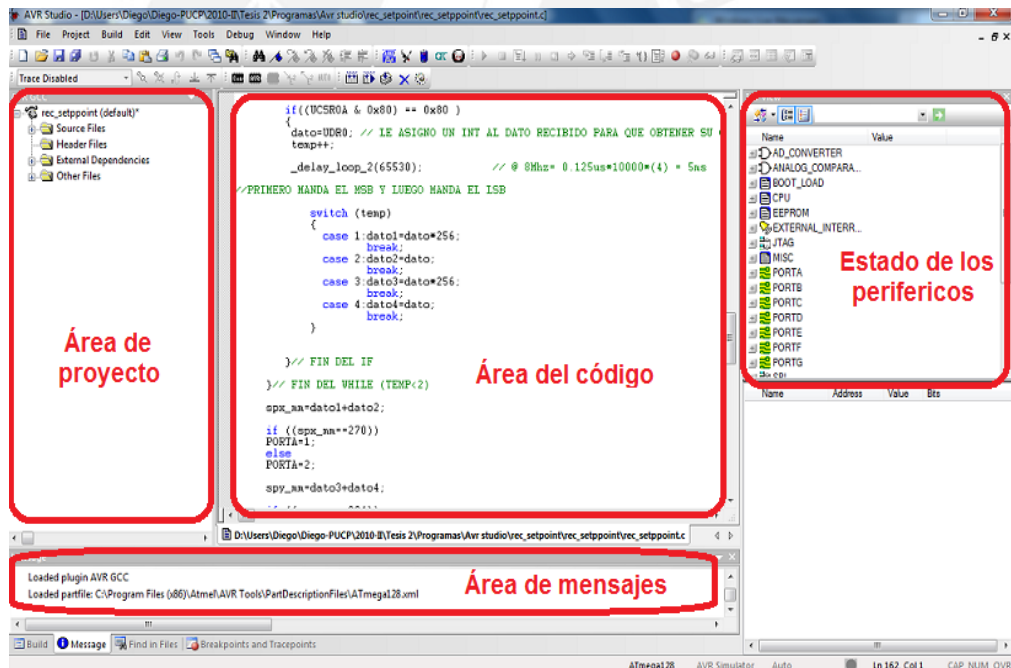 AVR Studio - [D:\Users\Diego\Diego-PUCP\2010-II\Tesis 2\Programas\Avr studio\rec_setpoint\rec_setppoint\rec_setppoint.c]
File Project Build Edit View Tools Debug Window Help
Trace Disabled
AVR GCC
rec_setppoint (default)*
Source Files
Header Files
External Dependencies
Other Files
Área de
proyecto
if((UCSR0A & 0x80) == 0x80 )
{
dato=UDR0; // LE ASIGNO UN INT AL DATO RECIBIDO PARA QUE OBTENER SU
temp++;
_delay_loop_2(65530); // @ 8Mhz= 0.125us*10000*(4) = 5ms
//PRIMERO MANDA EL MSB Y LUEGO MANDA EL LSB
switch (temp)
{
case 1:dato1=dato*256;
break;
case 2:dato2=dato;
break;
case 3:dato3=dato*256;
break;
case 4:dato4=dato;
break;
}
}// FIN DEL IF
}// FIN DEL WHILE (TEMP<2)
spx_mm=dato1+dato2;
if ((spx_mm==270))
PORTA=1;
else
PORTA=2;
spy_mm=dato3+dato4;
Área del código
D:\Users\Diego\Diego-PUCP\2010-II\Tesis 2\Programas\Avr studio\rec_setpoint\rec_setppoint\rec_setppoint.c
View
Name Value
AD_CONVERTER
ANALOG_COMPARA...
BOOT_LOAD
CPU
EEPROM
EXTERNAL_INTERR...
JTAG
MISC
PORTA
PORTB
PORTC
PORTD
PORTE
PORTF
PORTG
SPI
Estado de los
perifericos
Name Address Value Bits
Message
Loaded plugin AVR GCC
Loaded partfile: C:\Program Files (x86)\Atmel\AVR Tools\PartDescriptionFiles\ATmega128.xml
Área de mensajes
Build Message Find in Files Breakpoints and Tracepoints
ATmega128 AVR Simulator Auto Ln 162, Col 1 CAP NUM OVR